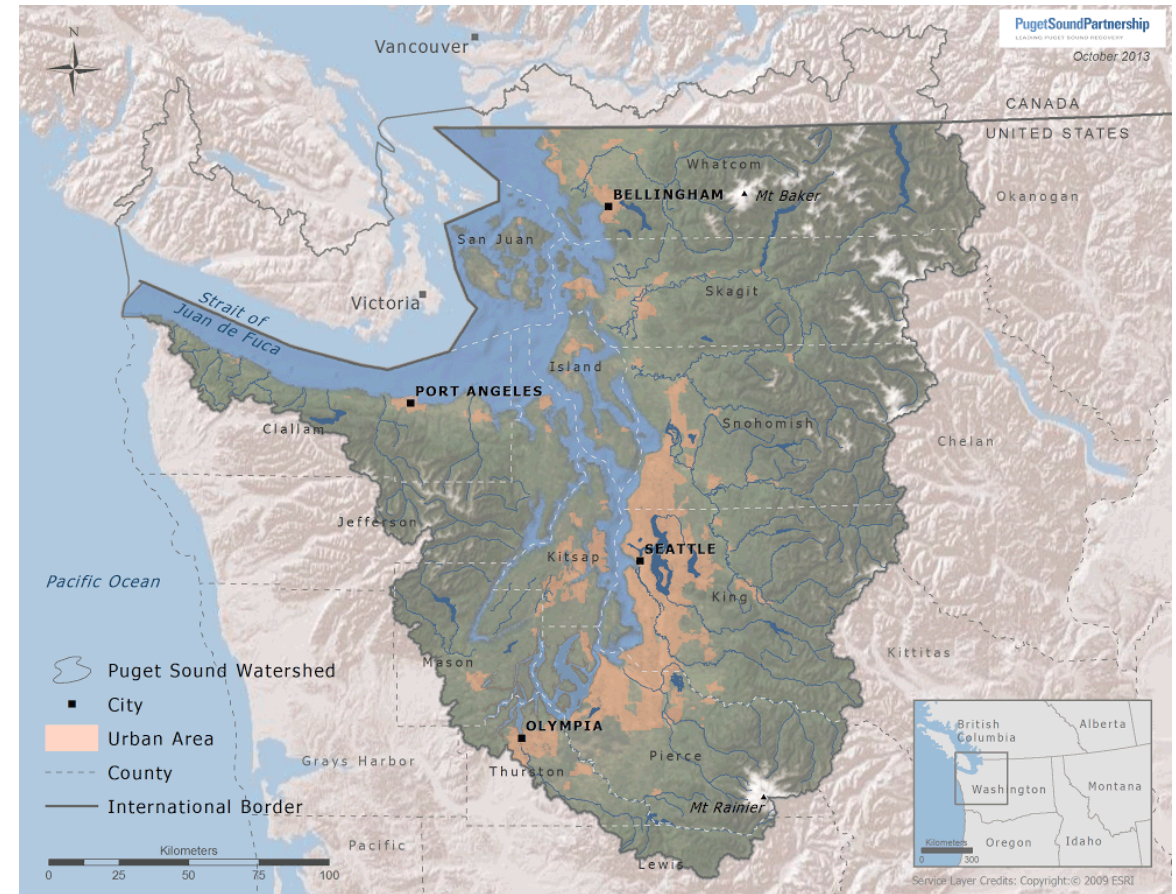 PugetSoundPartnership
LEADING PUGET SOUND RECOVERY
October 2013
N
Vancouver
CANADA
UNITED STATES
Whatcom
Okanogan
BELLINGHAM
Mt Baker
San Juan
Skagit
Victoria
Strait of
Juan de Fuca
Island
PORT ANGELES
Clallam
Snohomish
Chelan
Jefferson
SEATTLE
Kitsap
Pacific Ocean
King
Kittitas
Mason
Puget Sound Watershed
City
Urban Area
County
International Border
OLYMPIA
Grays Harbor
Thurston
Pierce
Mt Rainier
Pacific
Lewis
Kilometers
0 25 50 75 100
British
Columbia
Alberta
Washington
Montana
Oregon
Idaho
Kilometers
0 300
Service Layer Credits: Copyright:© 2009 ESRI